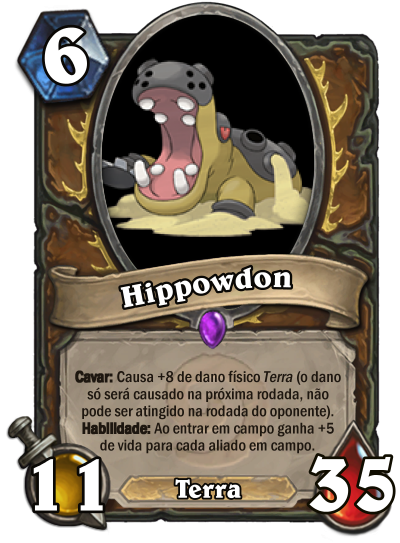 6
Hippowdon
Cavar: Causa +8 de dano físico Terra (o dano
só será causado na próxima rodada, não
pode ser atingido na rodada do oponente).
Habilidade: Ao entrar em campo ganha +5
de vida para cada aliado em campo.
11
Terra
35